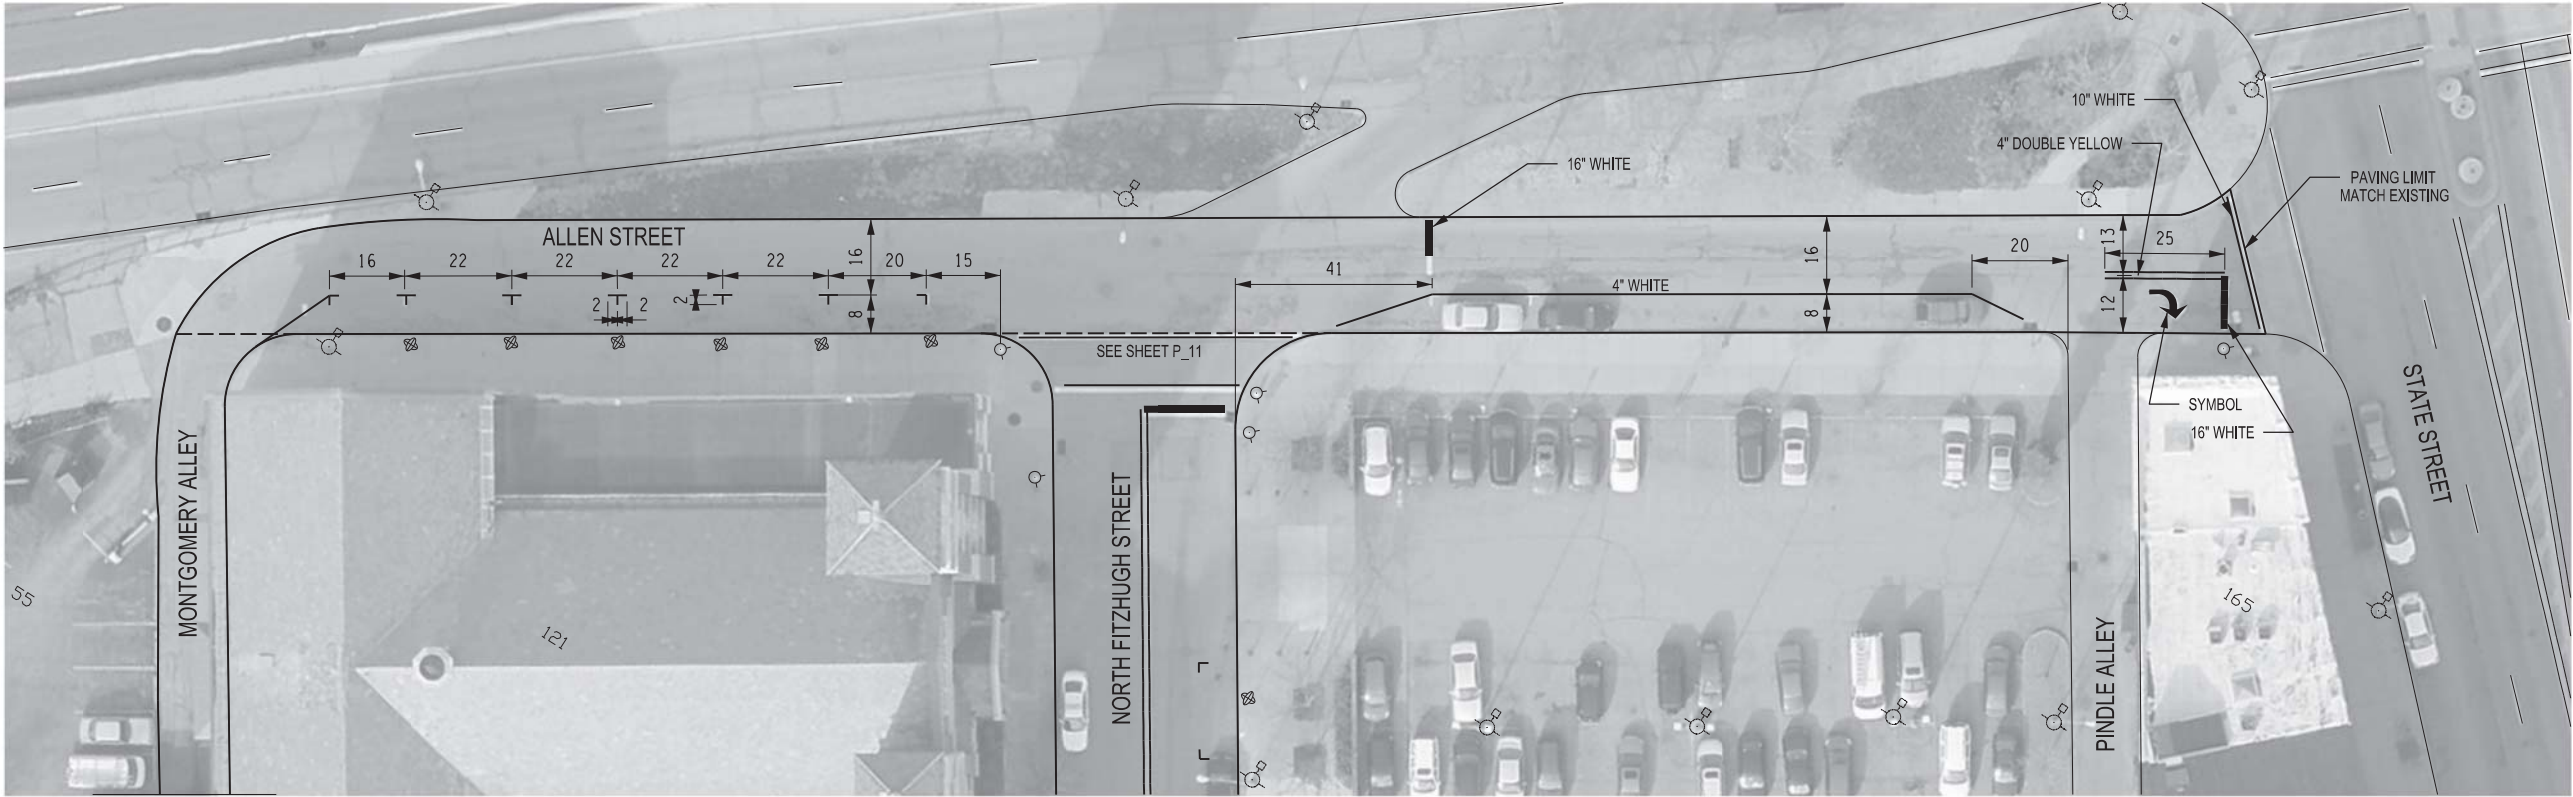 10" WHITE
4" DOUBLE YELLOW
16" WHITE
PAVING LIMIT
MATCH EXISTING
ALLEN STREET
16
22
22
22
22
20
15
16
41
16
20
13
25
4" WHITE
2
2
2
8
8
12
SEE SHEET P_11
SYMBOL
16" WHITE
STATE STREET
MONTGOMERY ALLEY
NORTH FITZHUGH STREET
PINDLE ALLEY
55
121
165